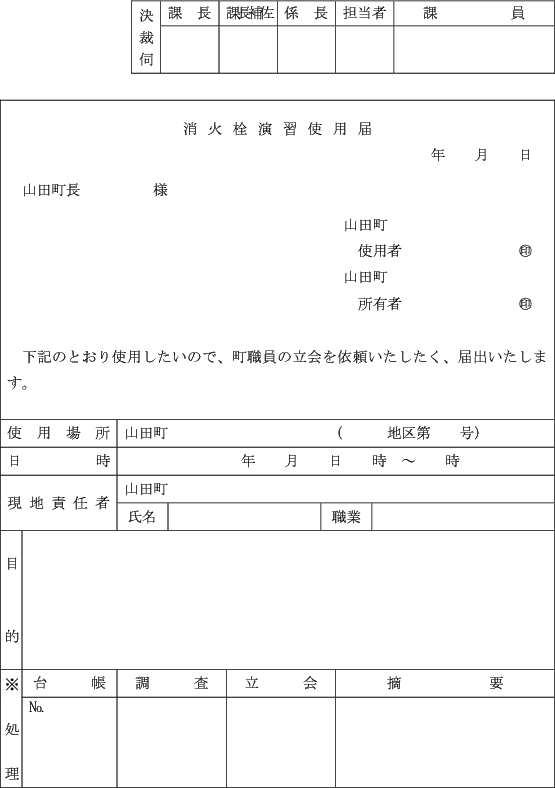 決裁伺 課長 課長補佐 係長 担当者 課員
消火栓演習使用届
年 月 日
山田町長 様
山田町
使用者 ㊞
山田町
所有者 ㊞
下記のとおり使用したいので、町職員の立会を依頼いたしたく、届出いたしま
す。
使用場所 山田町 ( 地区第 号)
日時 年 月 日 時 ～ 時
現地責任者 山田町
氏名 職業
目的
※処理 台帳 調査 立会 摘要
№